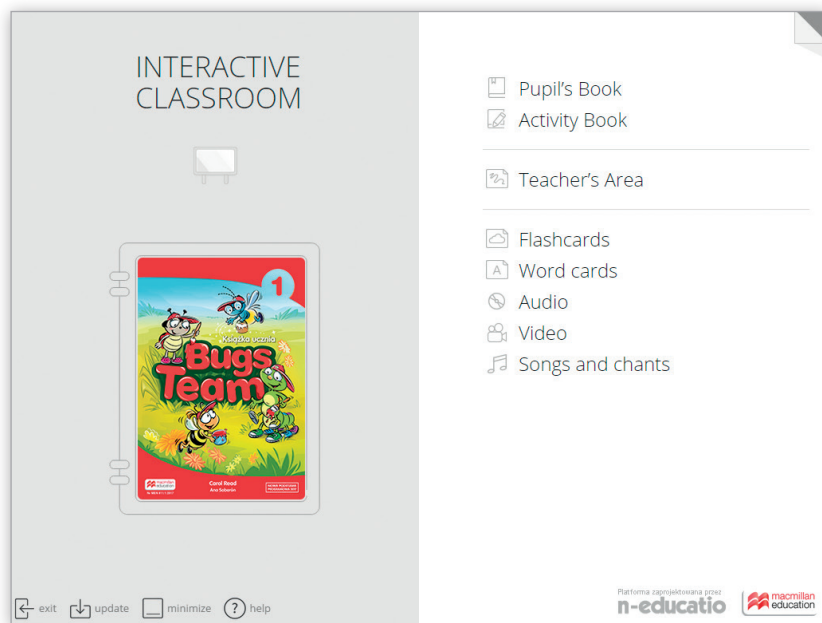 INTERACTIVE
CLASSROOM
1
Książka ucznia
Bugs
Team
macmillan
education
Carol Read
Ana Soberón
exit
update
minimize
? help
Pupil's Book
Activity Book
Teacher's Area
Flashcards
A Word cards
Audio
Video
Songs and chants
Platforma zaprojektowana przez
n-educatio
macmillan
education